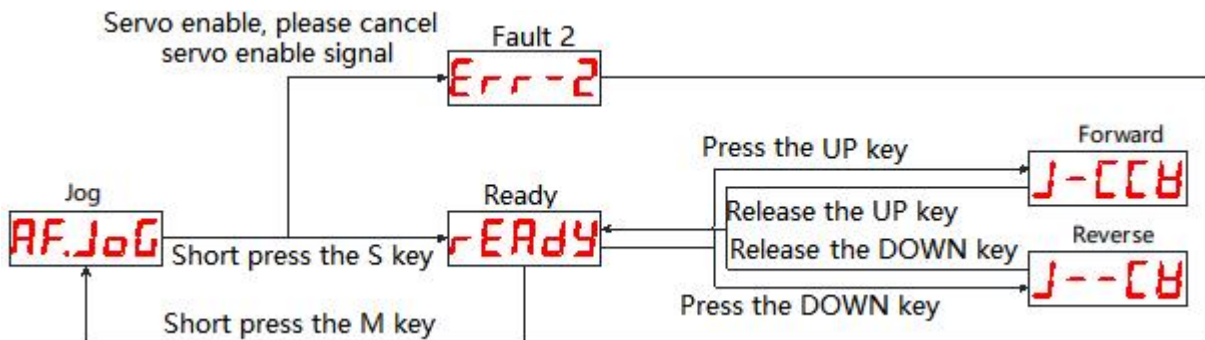 Servo enable, please cancel
servo enable signal
Fault 2
Err-2
Forward
Press the UP key
J-CCW
Jog
Ready
Release the UP key
AF.JoG
rEAdy
Short press the S key
Release the DOWN key
Reverse
J--CW
Press the DOWN key
Short press the M key